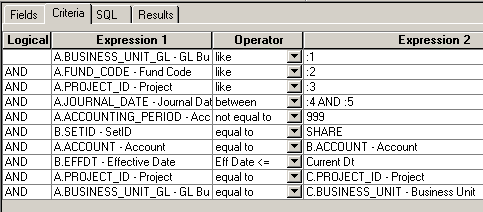 Fields Criteria SQL Results
Logical Expression 1 Operator Expression 2
A.BUSINESS_UNIT_GL - GL Bu like :1
AND A.FUND_CODE - Fund Code like :2
AND A.PROJECT_ID - Project like :3
AND A.JOURNAL_DATE - Journal Dat between :4 AND :5
AND A.ACCOUNTING_PERIOD - Acc not equal to 999
AND B.SETID - SetID equal to SHARE
AND A.ACCOUNT - Account equal to B.ACCOUNT - Account
AND B.EFFDT - Effective Date Eff Date <= Current Dt
AND A.PROJECT_ID - Project equal to C.PROJECT_ID - Project
AND A.BUSINESS_UNIT_GL - GL Bu equal to C.BUSINESS_UNIT - Business Unit